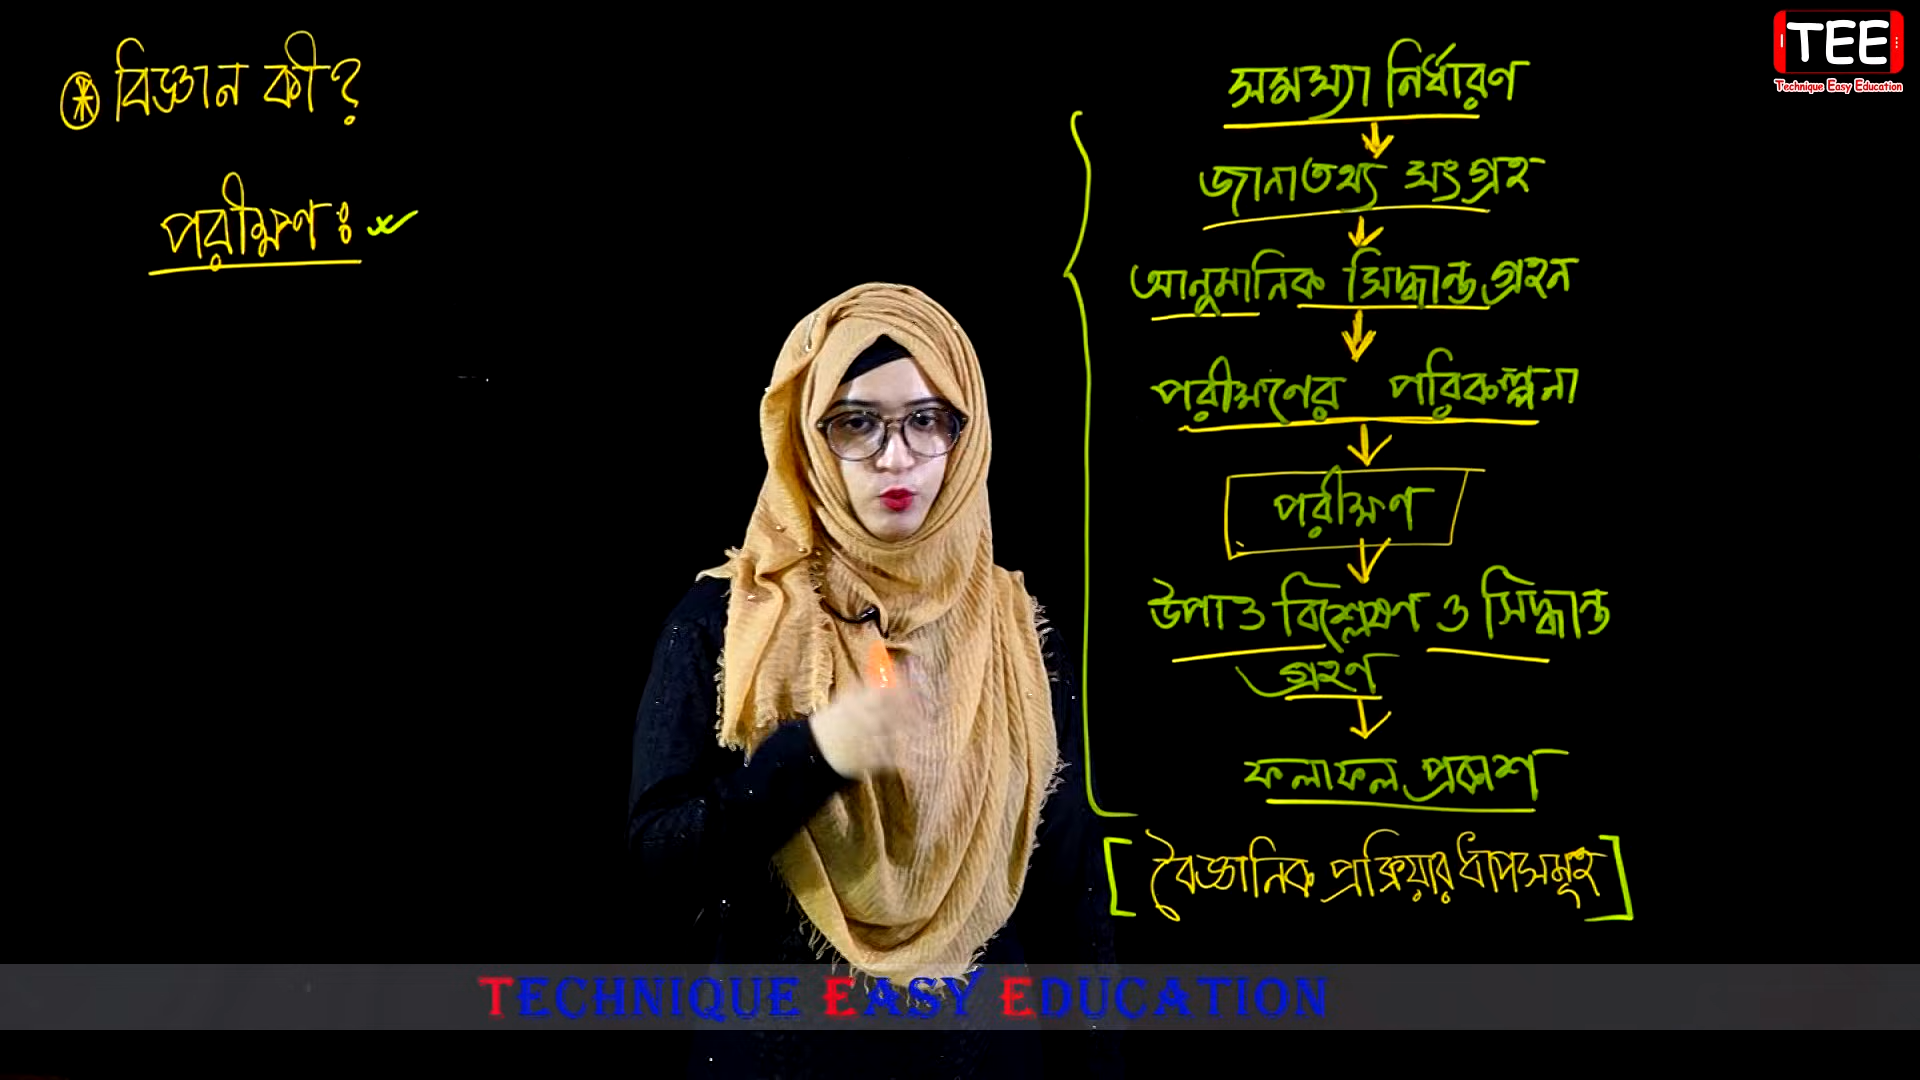 বিজ্ঞান কী?
পরীক্ষণঃ
সমস্যা নির্ধারণ
জানাতথ্য সংগ্রহ
আনুমানিক সিদ্ধান্ত গ্রহন
পরীক্ষণের পরিকল্পনা
পরীক্ষণ
উপাত্ত বিশ্লেষণ ও সিদ্ধান্ত
গ্রহণ
ফলাফল প্রকাশ
[বৈজ্ঞানিক প্রক্রিয়ার ধাপসমূহ]
TEE
Technique Easy Education
TECHNIQUE EASY EDUCATION